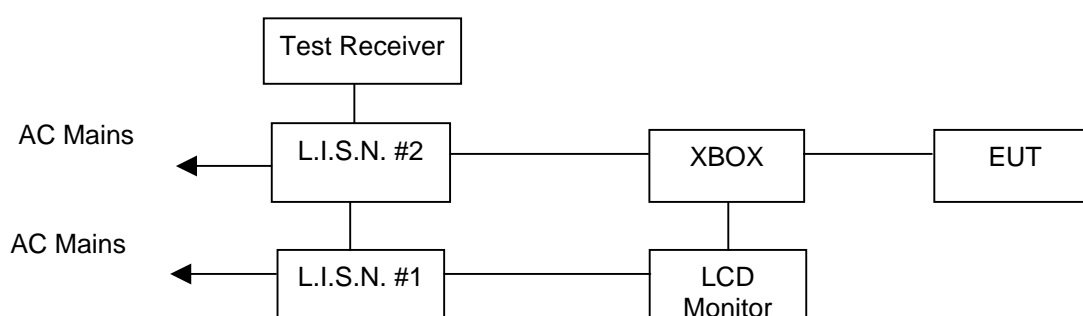 Test Receiver
AC Mains
L.I.S.N. #2
XBOX
EUT
AC Mains
L.I.S.N. #1
LCD
Monitor